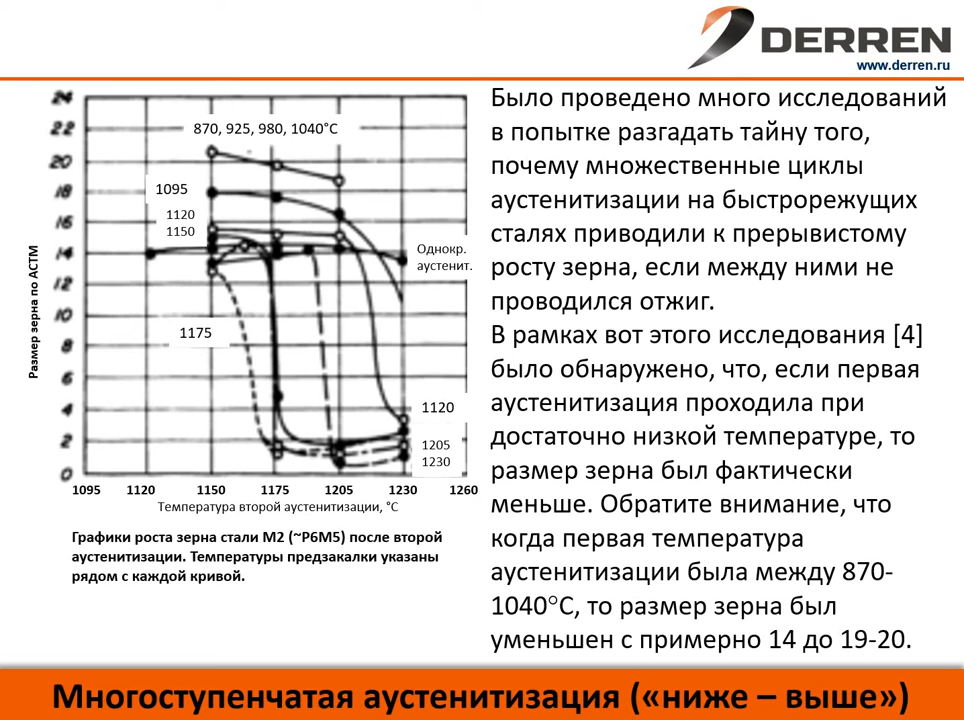 DERREN
www.derren.ru
24
22
20
18
16
14
12
10
8
6
4
2
0
Размер зерна по АСТМ
870, 925, 980, 1040°С
1095
1120
1150
Однокр.
аустенит.
1175
1120
1205
1230
1095 1120 1150 1175 1205 1230 1260
Температура второй аустенитизации, °С
Графики роста зерна стали М2 (~Р6М5) после второй
аустенитизации. Температуры предзакалки указаны
рядом с каждой кривой.
Было проведено много исследований
в попытке разгадать тайну того,
почему множественные циклы
аустенитизации на быстрорежущих
сталях приводили к прерывистому
росту зерна, если между ними не
проводился отжиг.
В рамках вот этого исследования [4]
было обнаружено, что, если первая
аустенитизация проходила при
достаточно низкой температуре, то
размер зерна был фактически
меньше. Обратите внимание, что
когда первая температура
аустенитизации была между 870-
1040°С, то размер зерна был
уменьшен с примерно 14 до 19-20.
Многоступенчатая аустенитизация («ниже – выше»)